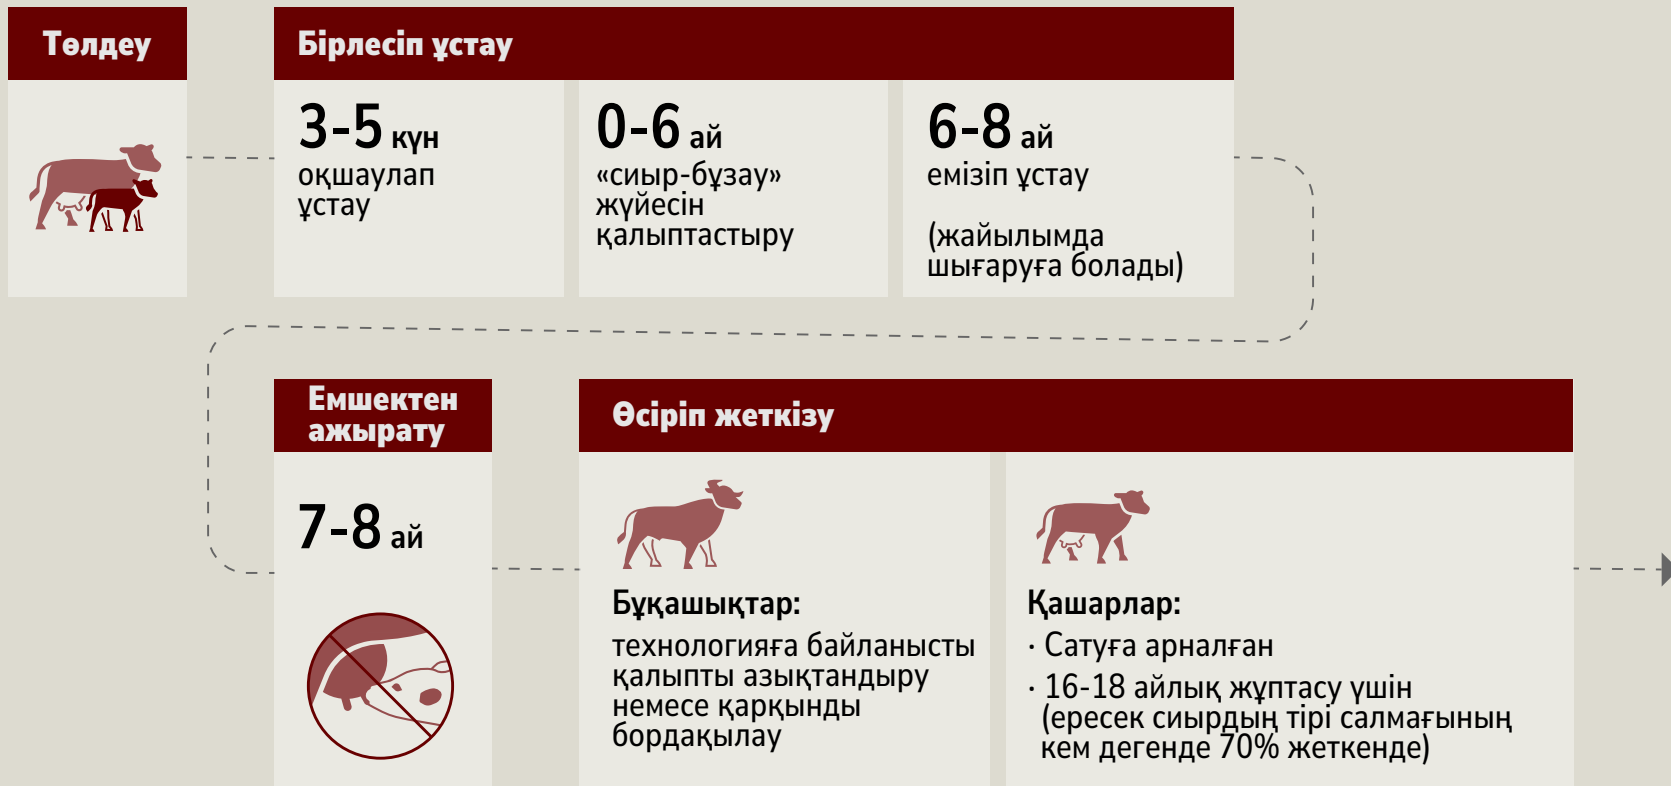 Төлдеу
Бірлесіп ұстау
3-5 күн
оқшаулап
ұстау
0-6 ай
«сиыр-бұзау»
жүйесін
қалыптастыру
6-8 ай
емізіп ұстау
(жайылымда
шығаруға болады)
Емшектен
ажырату
7-8 ай
Өсіріп жеткізу
Бұқашықтар:
технологияға байланысты
қалыпты азықтандыру
немесе қарқынды
бордақылау
Қашарлар:
· Сатуға арналған
· 16-18 айлық жұптасу үшін
(ересек сиырдың тірі салмағының
кем дегенде 70% жеткенде)